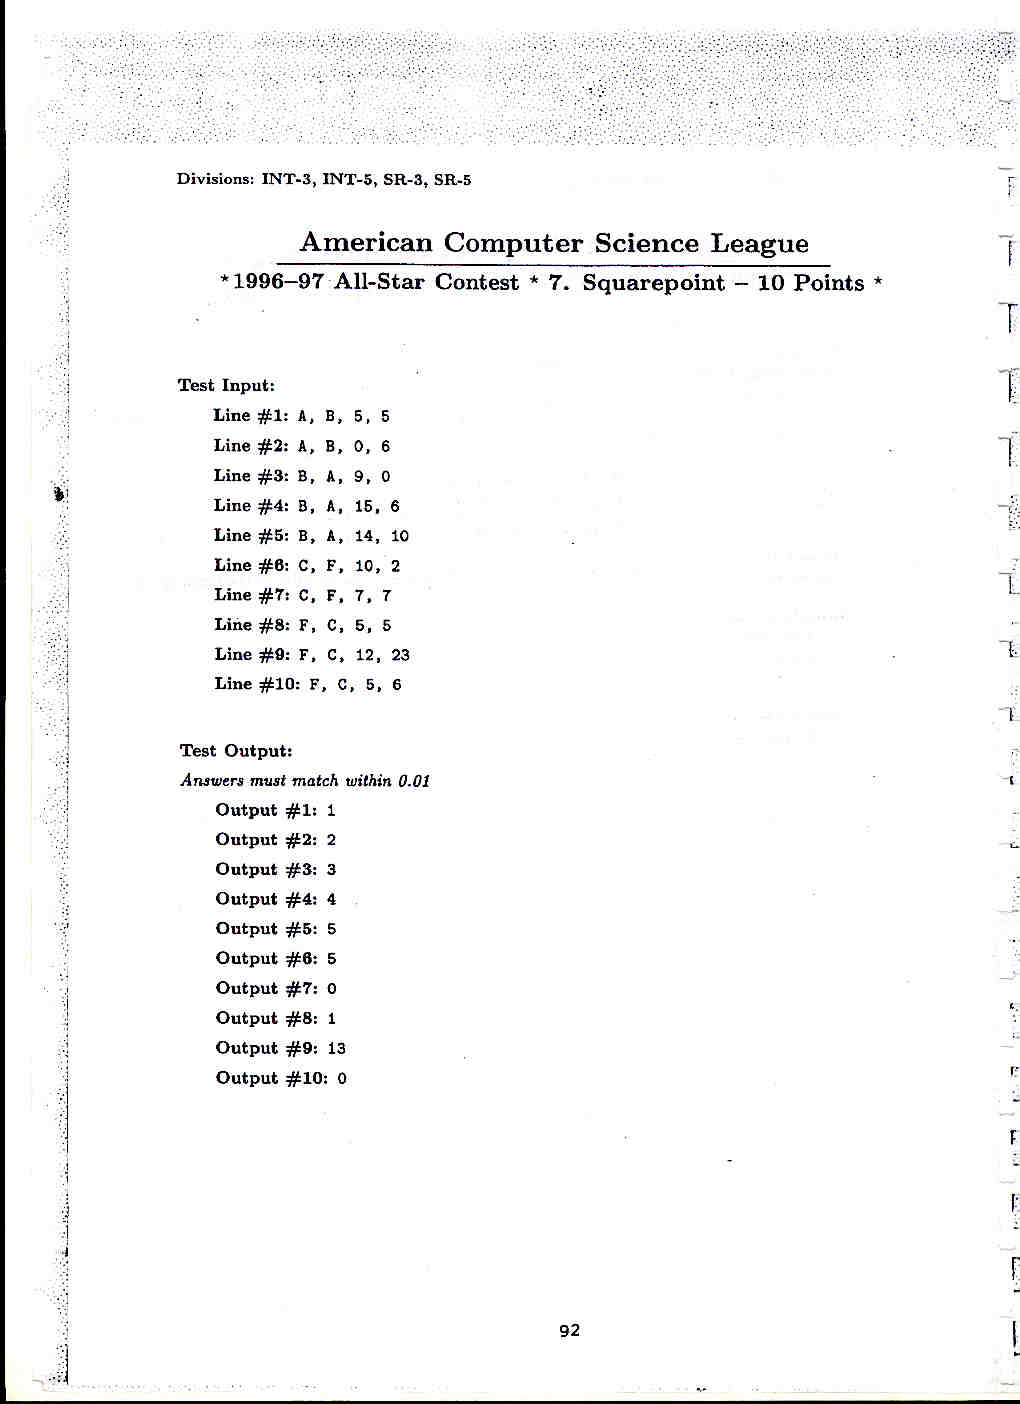 Divisions: INT-3, INT-5, SR-3, SR-5
American Computer Science League
*1996–97 All-Star Contest * 7. Squarepoint – 10 Points *
Test Input:
Line #1: A, B, 5, 5
Line #2: A, B, 0, 6
Line #3: B, A, 9, 0
Line #4: B, A, 15, 6
Line #5: B, A, 14, 10
Line #6: C, F, 10, 2
Line #7: C, F, 7, 7
Line #8: F, C, 5, 5
Line #9: F, C, 12, 23
Line #10: F, C, 5, 6
Test Output:
Answers must match within 0.01
Output #1: 1
Output #2: 2
Output #3: 3
Output #4: 4
Output #5: 5
Output #6: 5
Output #7: 0
Output #8: 1
Output #9: 13
Output #10: 0
92